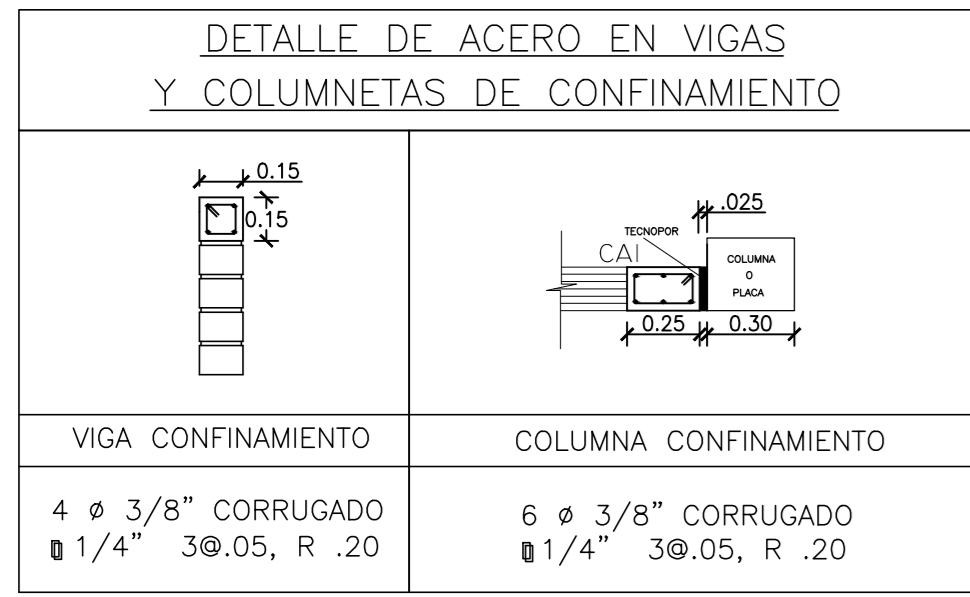 DETALLE DE ACERO EN VIGAS
Y COLUMNETAS DE CONFINAMIENTO
0.15
0.15
.025
TECNOPOR
CAI
COLUMNA
O
PLACA
0.25
0.30
VIGA CONFINAMIENTO
COLUMNA CONFINAMIENTO
4 ø 3/8” CORRUGADO
1/4” 3@.05, R .20
6 ø 3/8” CORRUGADO
1/4” 3@.05, R .20